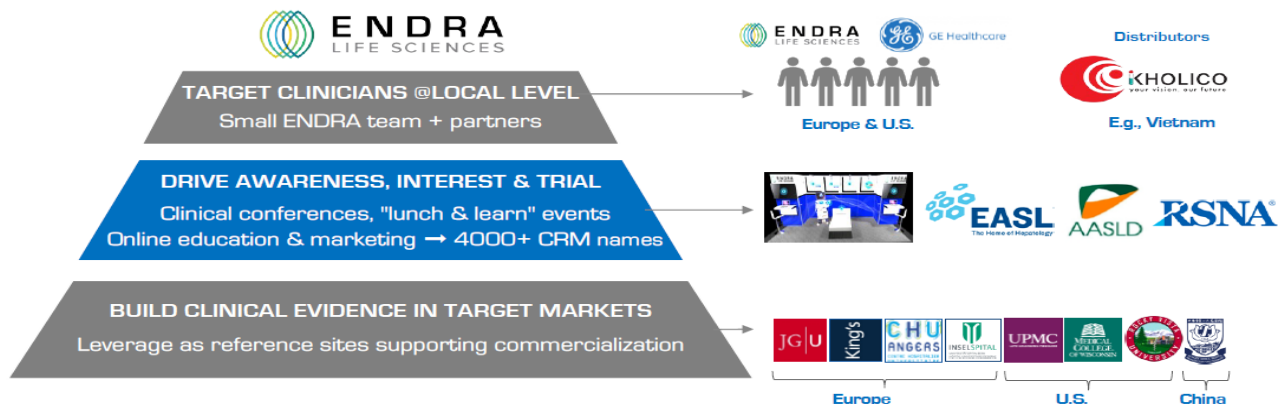 ENDRA
LIFE SCIENCES
TARGET CLINICIANS @LOCAL LEVEL
Small ENDRA team + partners
DRIVE AWARENESS, INTEREST & TRIAL
Clinical conferences, "lunch & learn" events
Online education & marketing → 4000+ CRM names
BUILD CLINICAL EVIDENCE IN TARGET MARKETS
Leverage as reference sites supporting commercialization
ENDRA
LIFE SCIENCES
GE Healthcare
Europe & U.S.
Distributors
KHOLICO
your vision, our future
E.g., Vietnam
EASL
The Home of Hepatology
AASLD
RSNA®
JG|U
King's
CHU
ANGERS
INSELSPITAL
UPMC
MEDICAL
COLLEGE
OF WISCONSIN
ROCKY VISTA
UNIVERSITY
Europe
U.S.
China